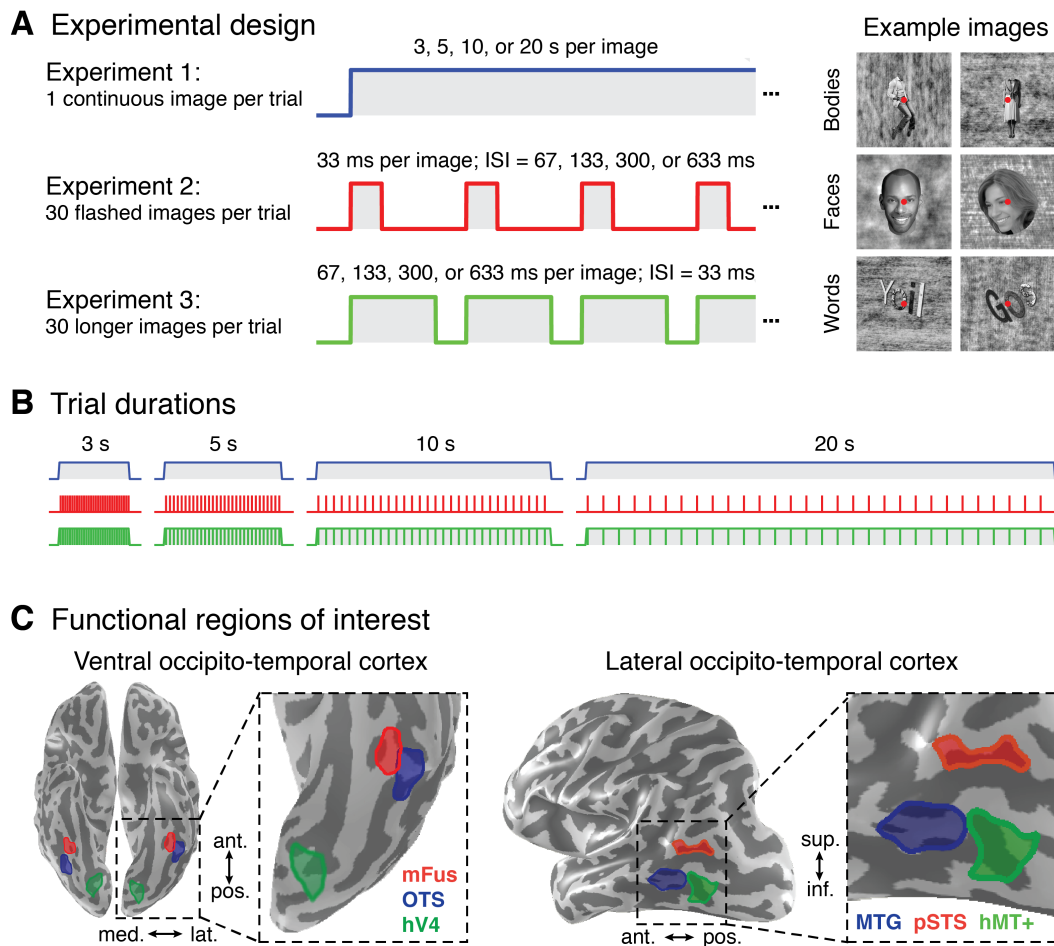 A Experimental design
Example images
3, 5, 10, or 20 s per image
Experiment 1:
1 continuous image per trial
...
33 ms per image; ISI = 67, 133, 300, or 633 ms
Experiment 2:
30 flashed images per trial
...
67, 133, 300, or 633 ms per image; ISI = 33 ms
Experiment 3:
30 longer images per trial
...
Bodies
Faces
Words
Yail
GoT
B Trial durations
3 s 5 s 10 s 20 s
C Functional regions of interest
Ventral occipito-temporal cortex
ant.
pos.
med. lat.
mFus
OTS
hV4
Lateral occipito-temporal cortex
sup.
inf.
ant. pos.
MTG pSTS hMT+